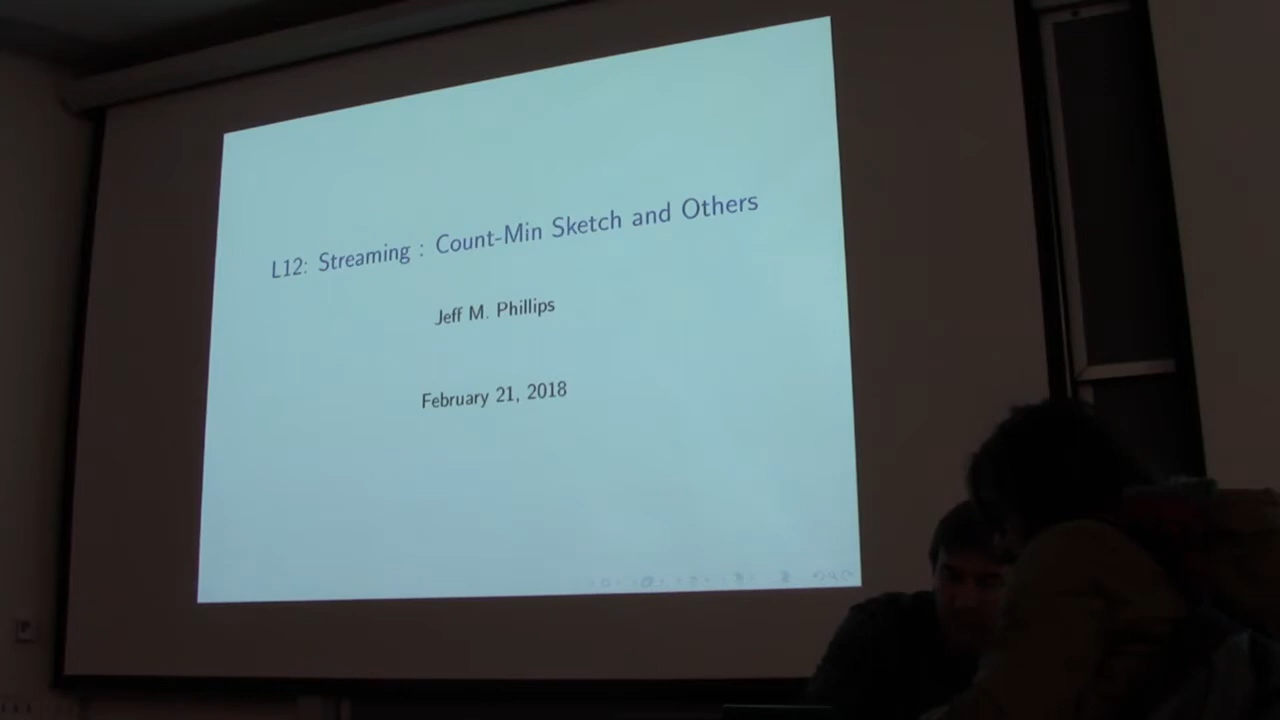 L12: Streaming : Count-Min Sketch and Others
Jeff M. Phillips
February 21, 2018